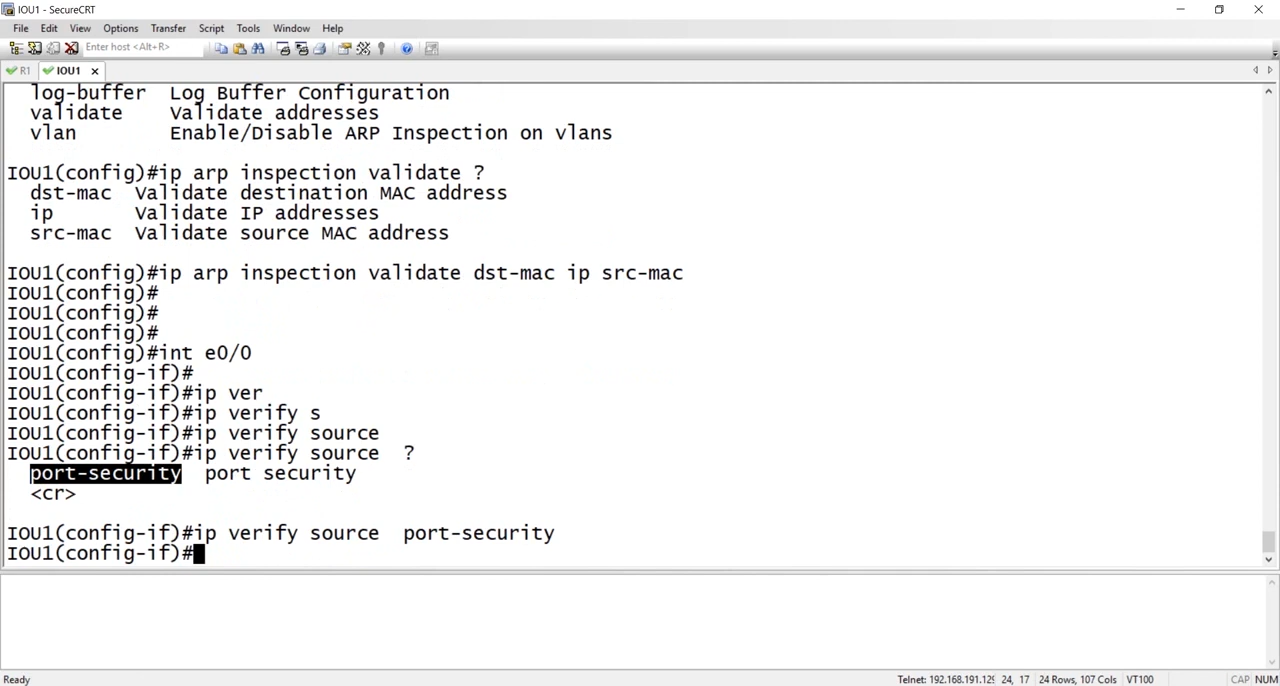 IOU1 - SecureCRT
File Edit View Options Transfer Script Tools Window Help
Enter host <Alt+R>
R1 IOU1
log-buffer  Log Buffer Configuration
validate    Validate addresses
vlan        Enable/Disable ARP Inspection on vlans
IOU1(config)#ip arp inspection validate ?
dst-mac  Validate destination MAC address
ip       Validate IP addresses
src-mac  Validate source MAC address
IOU1(config)#ip arp inspection validate dst-mac ip src-mac
IOU1(config)#
IOU1(config)#
IOU1(config)#
IOU1(config)#int e0/0
IOU1(config-if)#
IOU1(config-if)#ip ver
IOU1(config-if)#ip verify s
IOU1(config-if)#ip verify source
IOU1(config-if)#ip verify source  ?
port-security  port security
<cr>
IOU1(config-if)#ip verify source  port-security
IOU1(config-if)#
Ready Telnet: 192.168.191.129 24, 17 24 Rows, 107 Cols VT100 CAP NUM